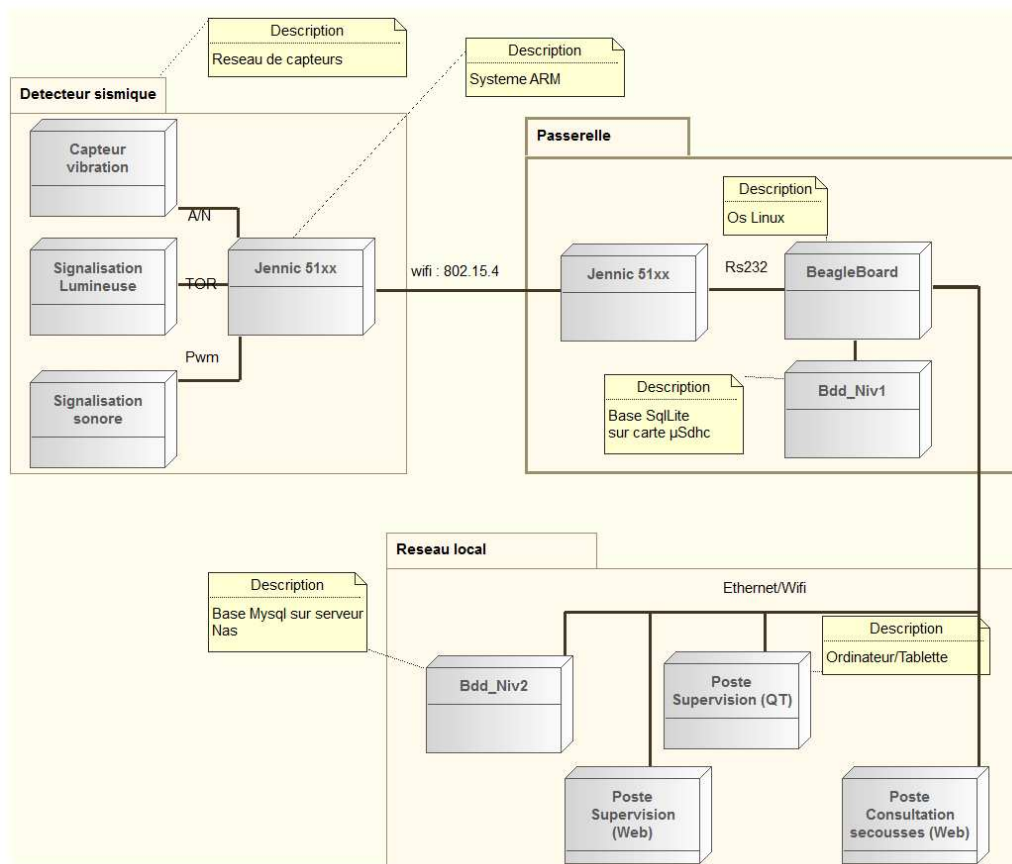 Description
Reseau de capteurs
Description
Systeme ARM
Detecteur sismique
Capteur
vibration
A/N
Signalisation
Lumineuse
TOR
Jennic 51xx
Pwm
Signalisation
sonore
wifi : 802.15.4
Passerelle
Description
Os Linux
Jennic 51xx
Rs232
BeagleBoard
Description
Base SqlLite
sur carte µSdhc
Bdd_Niv1
Reseau local
Ethernet/Wifi
Description
Base Mysql sur serveur
Nas
Description
Ordinateur/Tablette
Bdd_Niv2
Poste
Supervision (QT)
Poste
Supervision
(Web)
Poste
Consultation
secousses (Web)